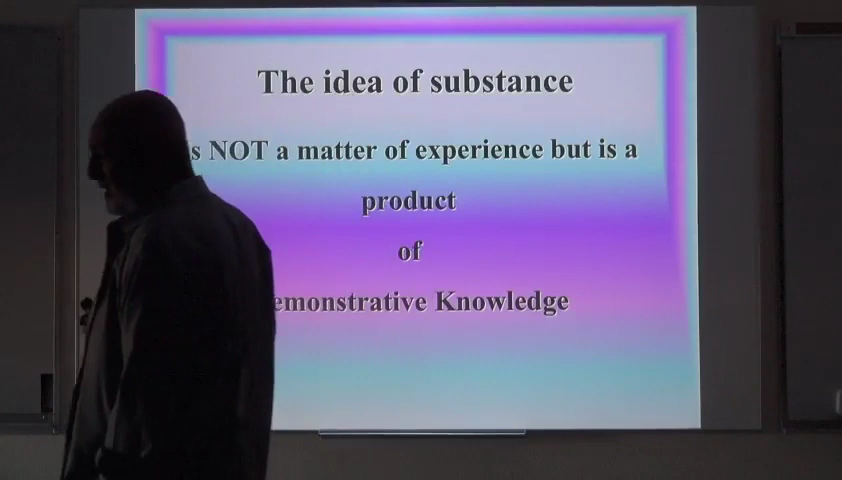 The idea of substance
s NOT a matter of experience but is a
product
of
emonstrative Knowledge